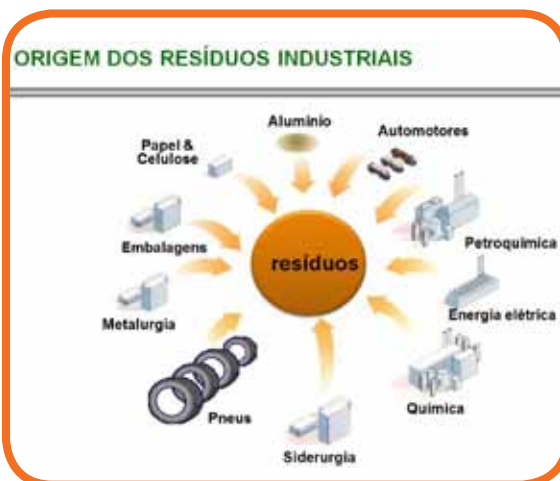 ORIGEM DOS RESÍDUOS INDUSTRIAIS
Alumínio
Automotores
Papel &
Celulose
Embalagens
Petroquímica
resíduos
Metalurgia
Energia elétrica
Pneus
Química
Siderurgia